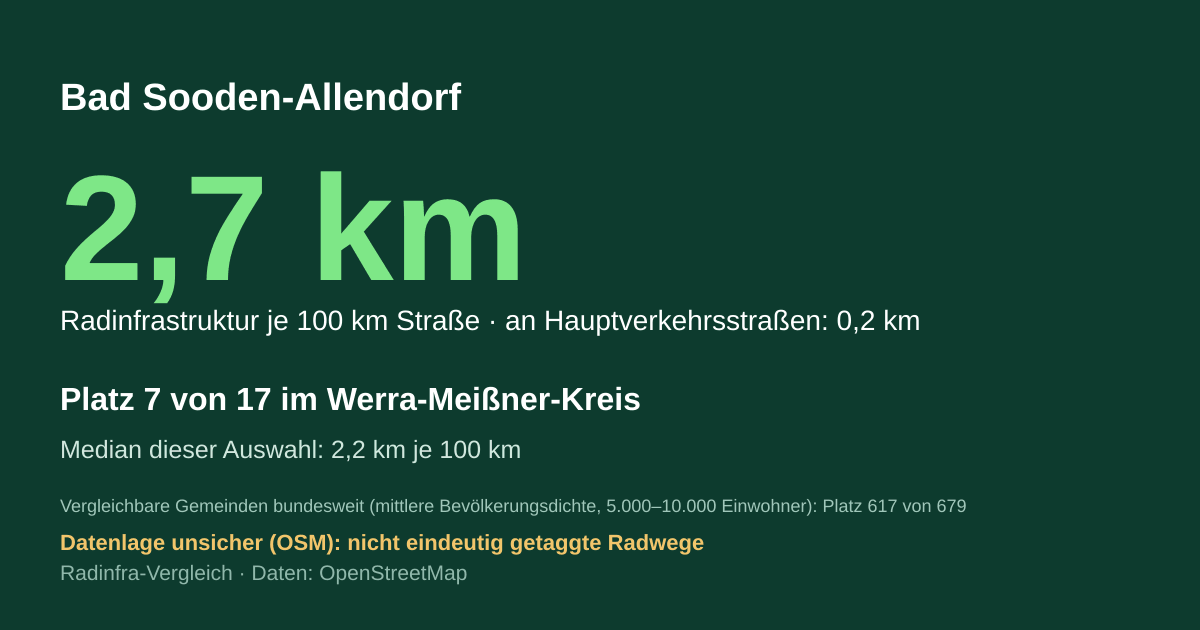 Bad Sooden-Allendorf
2,7 km
Radinfrastruktur je 100 km Straße · an Hauptverkehrsstraßen: 0,2 km
Platz 7 von 17 im Werra-Meißner-Kreis
Median dieser Auswahl: 2,2 km je 100 km
Vergleichbare Gemeinden bundesweit (mittlere Bevölkerungsdichte, 5.000–10.000 Einwohner): Platz 617 von 679
Datenlage unsicher (OSM): nicht eindeutig getaggte Radwege
Radinfra-Vergleich · Daten: OpenStreetMap